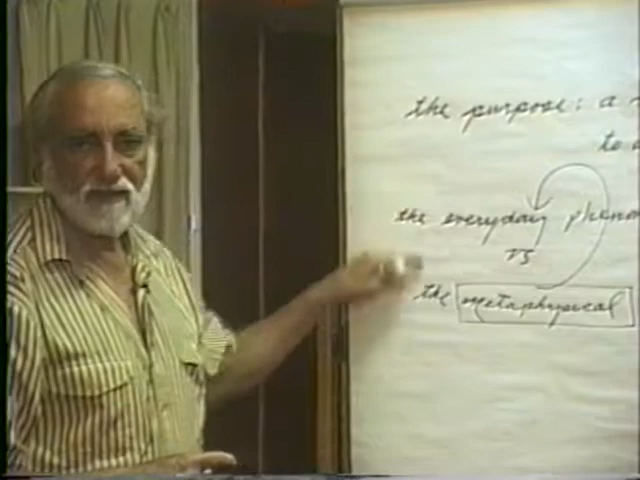 the purpose: a
to
the everyday
vs
the metaphysical